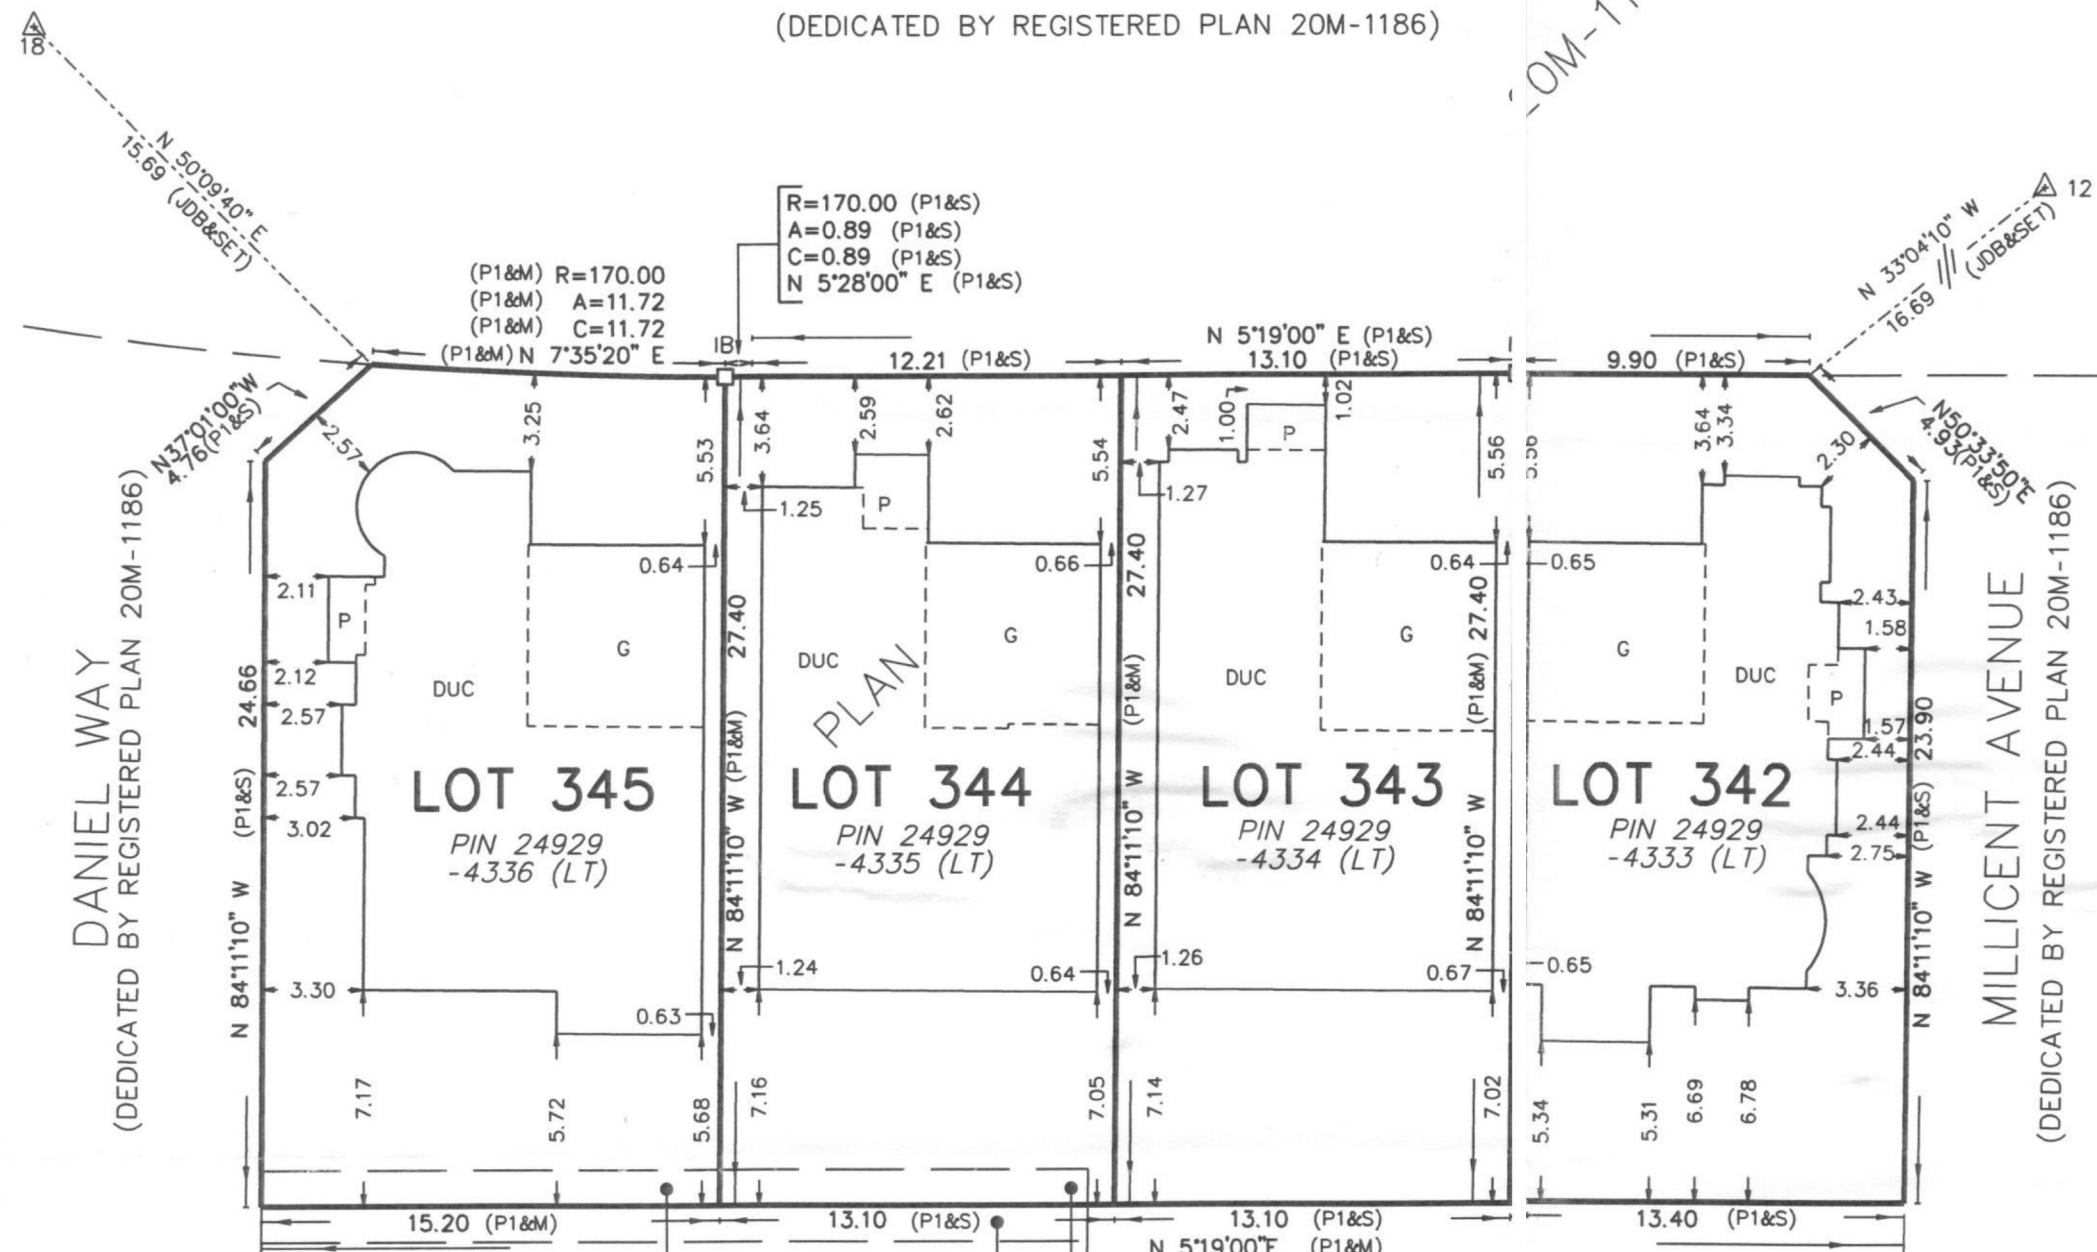 (DEDICATED BY REGISTERED PLAN 20M-1186)
18
N 50°09'40" E
15.69 (JDB&SET)
R=170.00 (P1&S)
A=0.89 (P1&S)
C=0.89 (P1&S)
N 5°28'00" E (P1&S)
(P1&M) R=170.00
(P1&M) A=11.72
(P1&M) C=11.72
(P1&M) N 7°35'20" E
IB
12.21 (P1&S)
N 5°19'00" E (P1&S)
13.10 (P1&S)
9.90 (P1&S)
12
N 33°04'10" W
16.69 (JDB&SET)
N37°01'00"W
4.76(P1&S)
N50°33'50"E
4.93(P1&S)
2.57
3.25
5.53
3.64
2.59
2.62
5.54
2.47
1.00
1.02
5.56
5.56
3.64
3.34
2.30
P
P
1.25
1.27
0.64
0.66
0.64
0.65
2.11
P
2.12
2.57
2.57
3.02
3.30
DUC
G
DUC
G
DUC
G
G
DUC
P
2.43
1.58
1.57
2.44
2.44
2.75
3.36
PLAN
DANIEL WAY
(DEDICATED BY REGISTERED PLAN 20M-1186)
N 84°11'10" W (P1&S) 24.66
N 84°11'10" W (P1&M) 27.40
N 84°11'10" W (P1&M) 27.40
N 84°11'10" W (P1&M) 27.40
N 84°11'10" W (P1&S) 23.90
MILLICENT AVENUE
(DEDICATED BY REGISTERED PLAN 20M-1186)
LOT 345
PIN 24929
-4336 (LT)
LOT 344
PIN 24929
-4335 (LT)
LOT 343
PIN 24929
-4334 (LT)
LOT 342
PIN 24929
-4333 (LT)
0.63
1.24
0.64
1.26
0.67
0.65
7.17
5.72
5.68
7.16
7.05
7.14
7.02
5.34
5.31
6.69
6.78
15.20 (P1&M)
13.10 (P1&S)
13.10 (P1&S)
13.40 (P1&S)
N 5°19'00"E (P1&M)